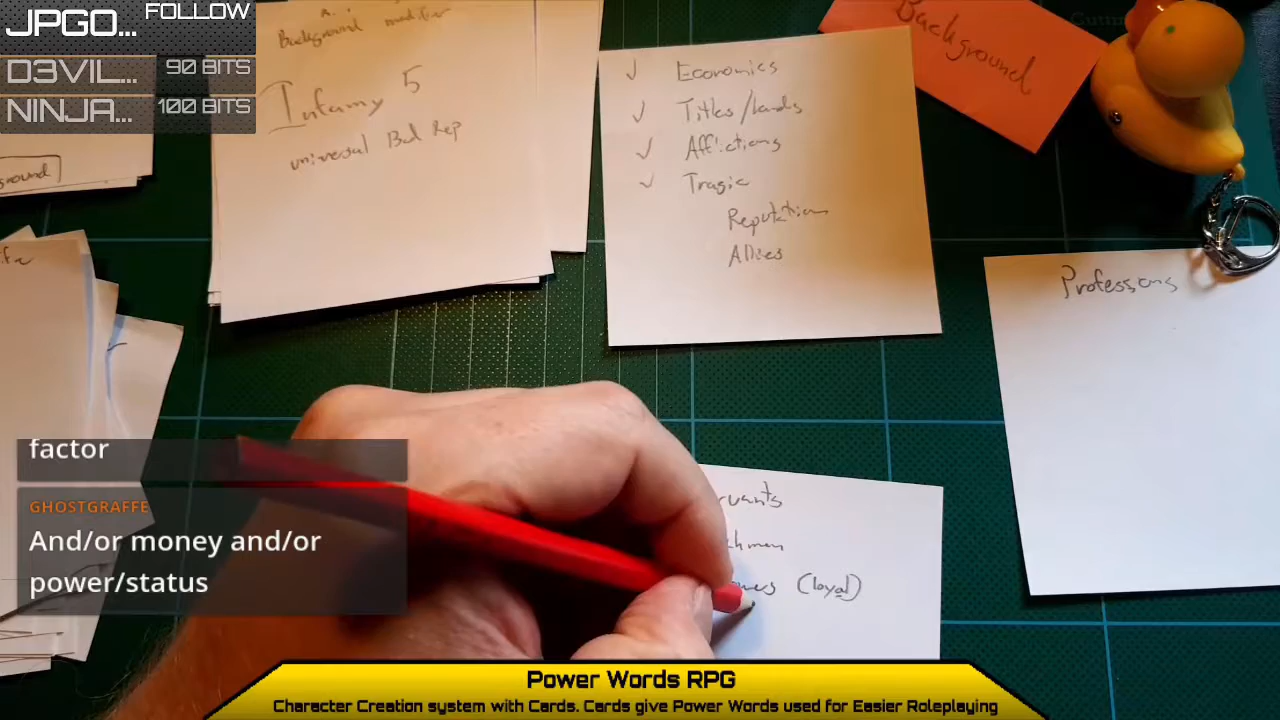 JPGO... FOLLOW
D3VIL... 90 BITS
NINJA... 100 BITS
Background modifier
Infamy 5
universal Bad Rep
✓ Economics
✓ Titles/Lands
✓ Afflictions
✓ Tragic
Reputation
Allies
Background
Professions
ground
factor
GHOSTGRAFFE
And/or money and/or
power/status
(loyal)
Power Words RPG
Character Creation system with Cards. Cards give Power Words used for Easier Roleplaying